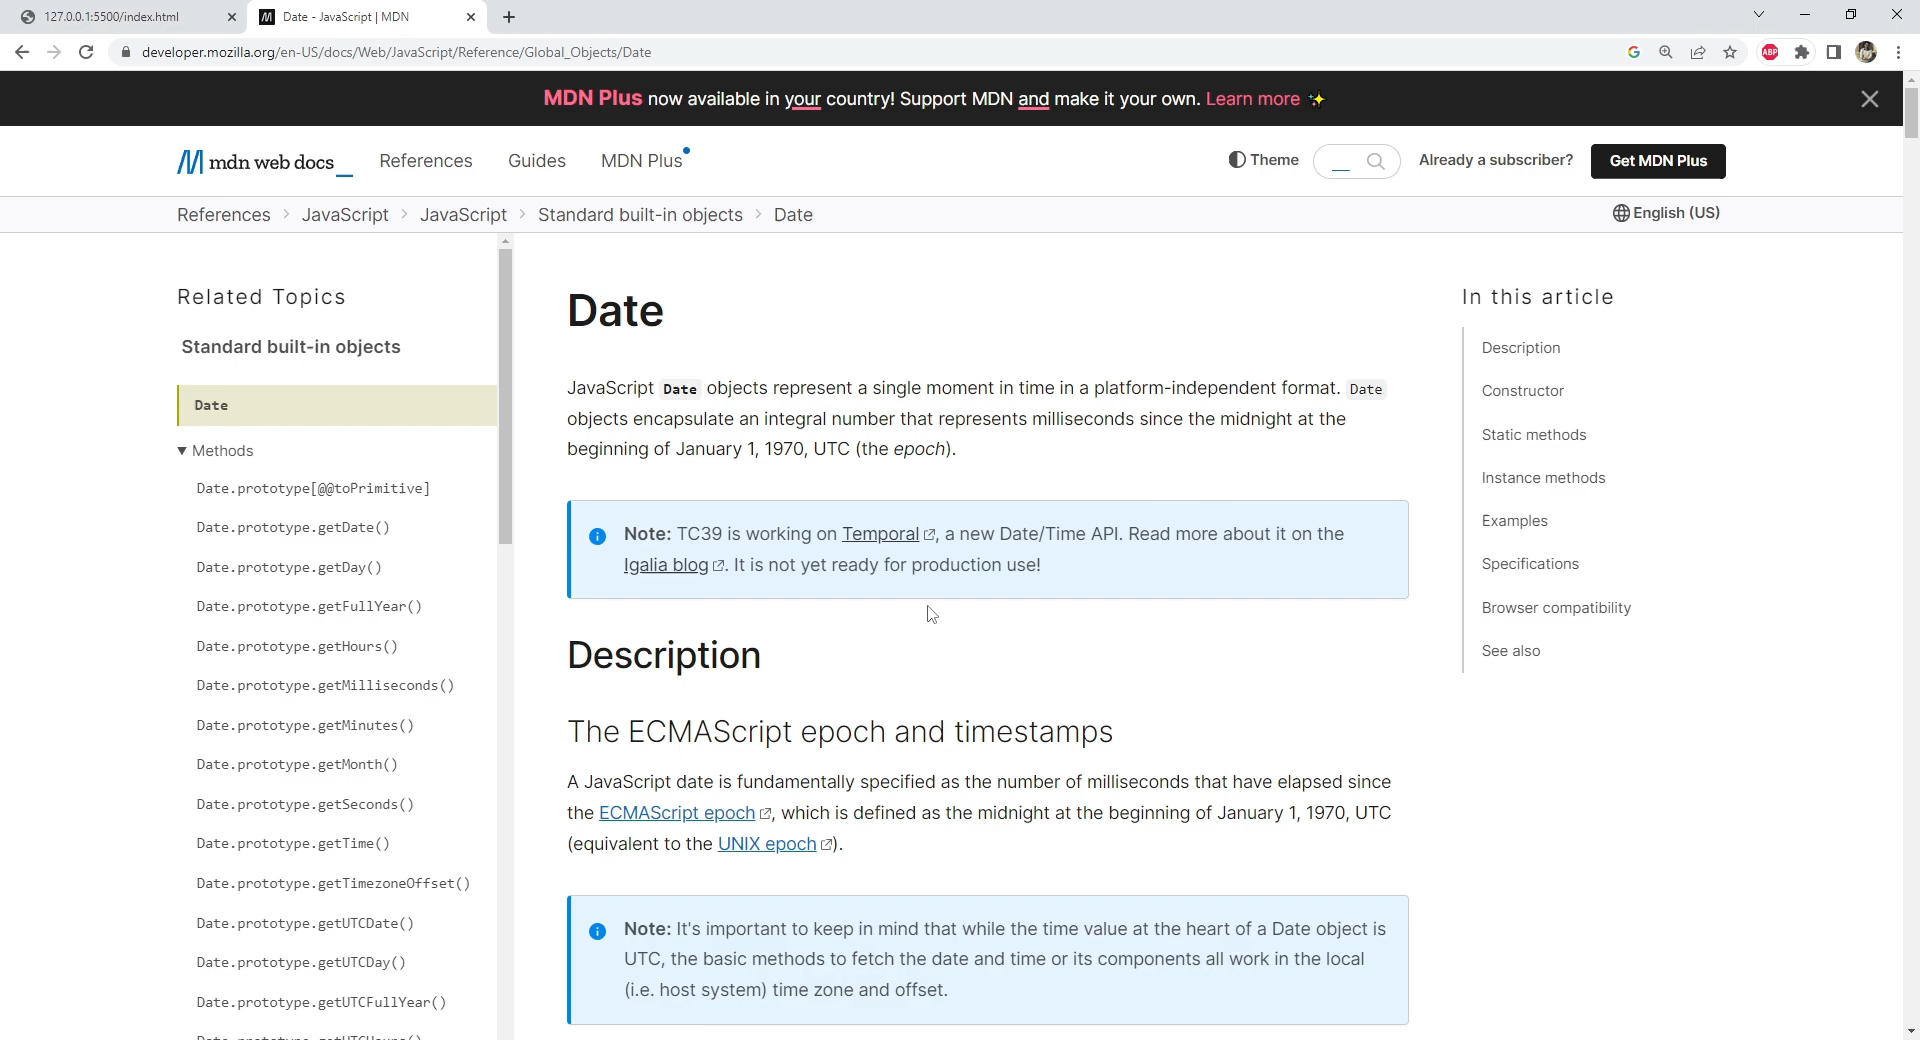 127.0.0.1:5500/index.html
Date - JavaScript | MDN
developer.mozilla.org/en-US/docs/Web/JavaScript/Reference/Global_Objects/Date
ABP
MDN Plus now available in your country! Support MDN and make it your own. Learn more ✨
mdn web docs_
References
Guides
MDN Plus
Theme
Already a subscriber?
Get MDN Plus
References > JavaScript > JavaScript > Standard built-in objects > Date
English (US)
Related Topics
Standard built-in objects
Date
▼ Methods
Date.prototype[@@toPrimitive]
Date.prototype.getDate()
Date.prototype.getDay()
Date.prototype.getFullYear()
Date.prototype.getHours()
Date.prototype.getMilliseconds()
Date.prototype.getMinutes()
Date.prototype.getMonth()
Date.prototype.getSeconds()
Date.prototype.getTime()
Date.prototype.getTimezoneOffset()
Date.prototype.getUTCDate()
Date.prototype.getUTCDay()
Date.prototype.getUTCFullYear()
Date
JavaScript Date objects represent a single moment in time in a platform-independent format. Date
objects encapsulate an integral number that represents milliseconds since the midnight at the
beginning of January 1, 1970, UTC (the epoch).
Note: TC39 is working on Temporal, a new Date/Time API. Read more about it on the
Igalia blog. It is not yet ready for production use!
Description
The ECMAScript epoch and timestamps
A JavaScript date is fundamentally specified as the number of milliseconds that have elapsed since
the ECMAScript epoch, which is defined as the midnight at the beginning of January 1, 1970, UTC
(equivalent to the UNIX epoch).
Note: It's important to keep in mind that while the time value at the heart of a Date object is
UTC, the basic methods to fetch the date and time or its components all work in the local
(i.e. host system) time zone and offset.
In this article
Description
Constructor
Static methods
Instance methods
Examples
Specifications
Browser compatibility
See also